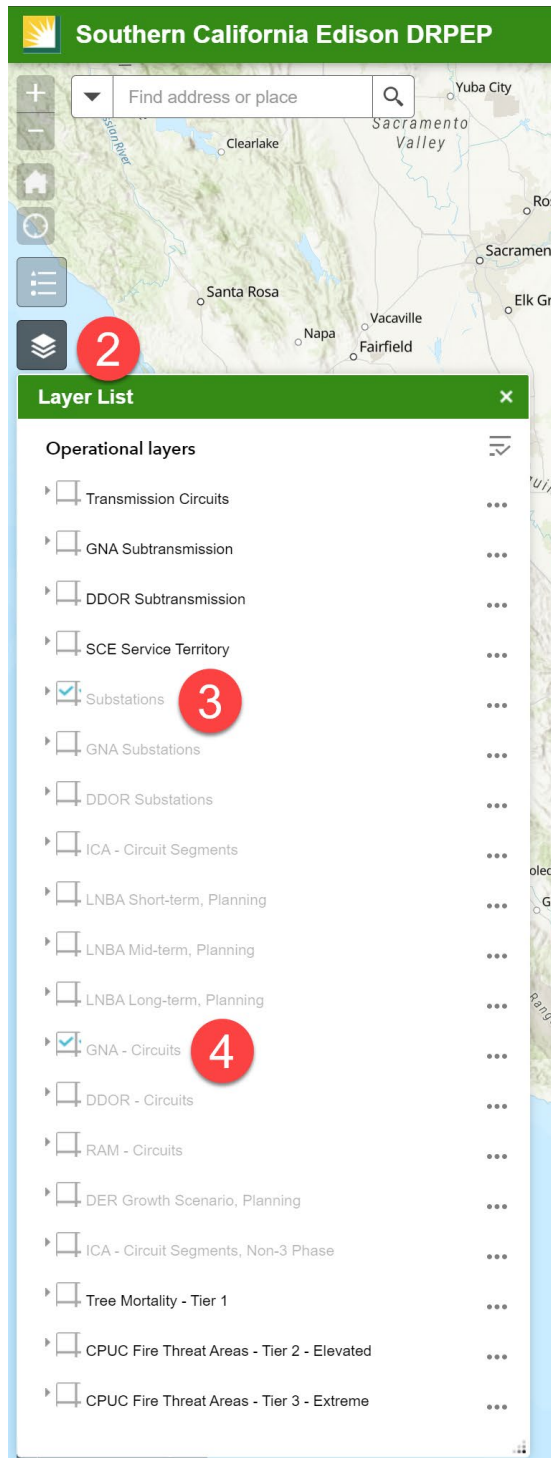 Southern California Edison DRPEP
Find address or place
Yuba City
Sacramento
Valley
Clearlake
Santa Rosa
Elk Gr
Vacaville
Napa
Fairfield
2
Layer List
Operational layers
Transmission Circuits
GNA Subtransmission
DDOR Subtransmission
SCE Service Territory
Substations
3
GNA Substations
DDOR Substations
ICA - Circuit Segments
LNBA Short-term, Planning
LNBA Mid-term, Planning
LNBA Long-term, Planning
GNA - Circuits
4
DDOR - Circuits
RAM - Circuits
DER Growth Scenario, Planning
ICA - Circuit Segments, Non-3 Phase
Tree Mortality - Tier 1
CPUC Fire Threat Areas - Tier 2 - Elevated
CPUC Fire Threat Areas - Tier 3 - Extreme